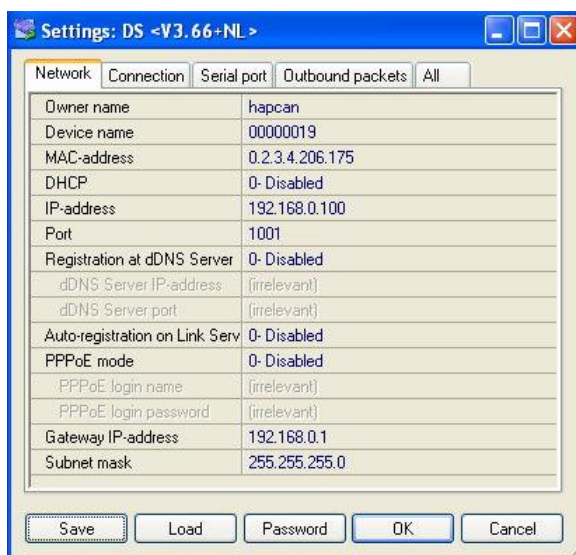 Settings: DS <V3.66+NL>
Network Connection Serial port Outbound packets All
Owner name hapcan
Device name 00000019
MAC-address 0.2.3.4.206.175
DHCP 0- Disabled
IP-address 192.168.0.100
Port 1001
Registration at dDNS Server 0- Disabled
dDNS Server IP-address (irrelevant)
dDNS Server port (irrelevant)
Auto-registration on Link Serv 0- Disabled
PPPoE mode 0- Disabled
PPPoE login name (irrelevant)
PPPoE login password (irrelevant)
Gateway IP-address 192.168.0.1
Subnet mask 255.255.255.0
Save Load Password OK Cancel